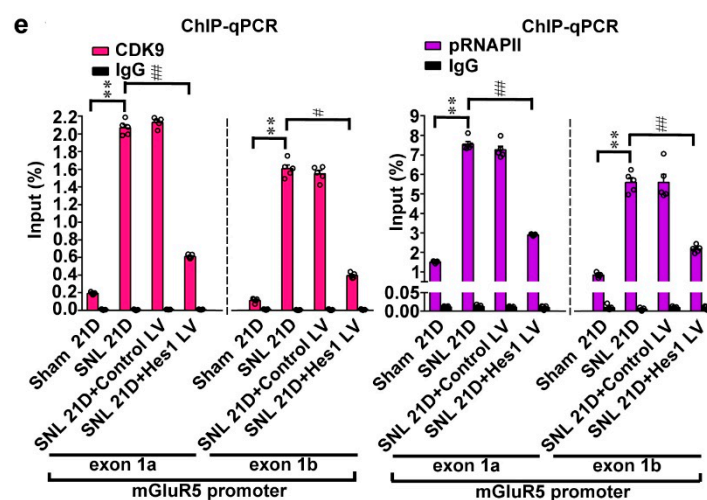 e
ChIP-qPCR
CDK9
IgG
** ## ** #
Input (%)
2.2
2.0
1.8
1.6
1.4
1.2
1.0
0.8
0.6
0.4
0.2
0.0
Sham 21D
SNL 21D
SNL 21D+Control LV
SNL 21D+Hes1 LV
Sham 21D
SNL 21D
SNL 21D+Control LV
SNL 21D+Hes1 LV
exon 1a
exon 1b
mGluR5 promoter
ChIP-qPCR
pRNAPII
IgG
** ## ** ##
Input (%)
9
8
7
6
5
4
3
2
1
0.05
0.00
Sham 21D
SNL 21D
SNL 21D+Control LV
SNL 21D+Hes1 LV
Sham 21D
SNL 21D
SNL 21D+Control LV
SNL 21D+Hes1 LV
exon 1a
exon 1b
mGluR5 promoter